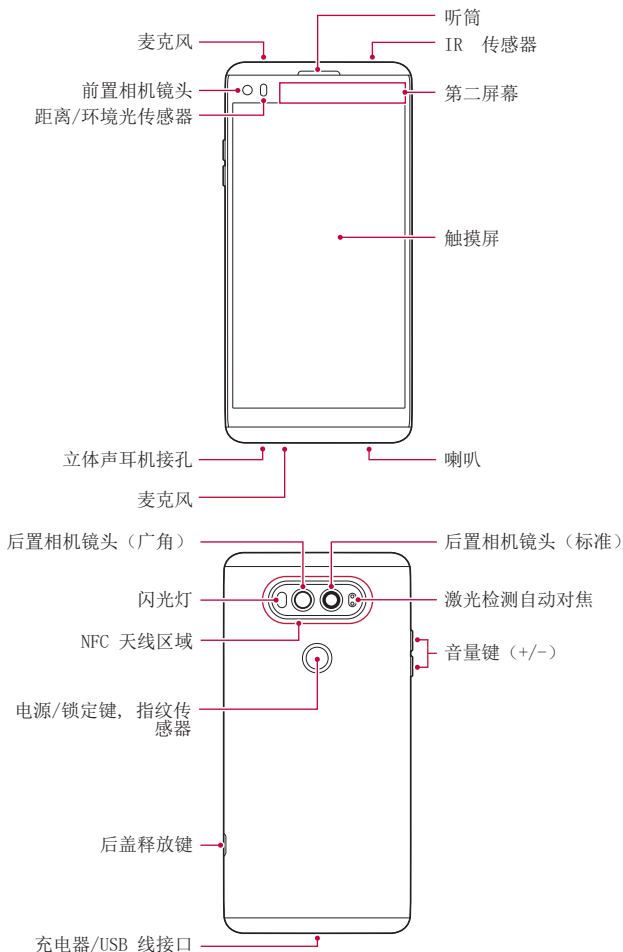 听筒
麦克风
IR 传感器
前置相机镜头
第二屏幕
距离/环境光传感器
触摸屏
立体声耳机接孔
喇叭
麦克风
后置相机镜头（广角）
后置相机镜头（标准）
闪光灯
激光检测自动对焦
NFC 天线区域
音量键（+/-）
电源/锁定键, 指纹传
感器
后盖释放键
充电器/USB 线接口